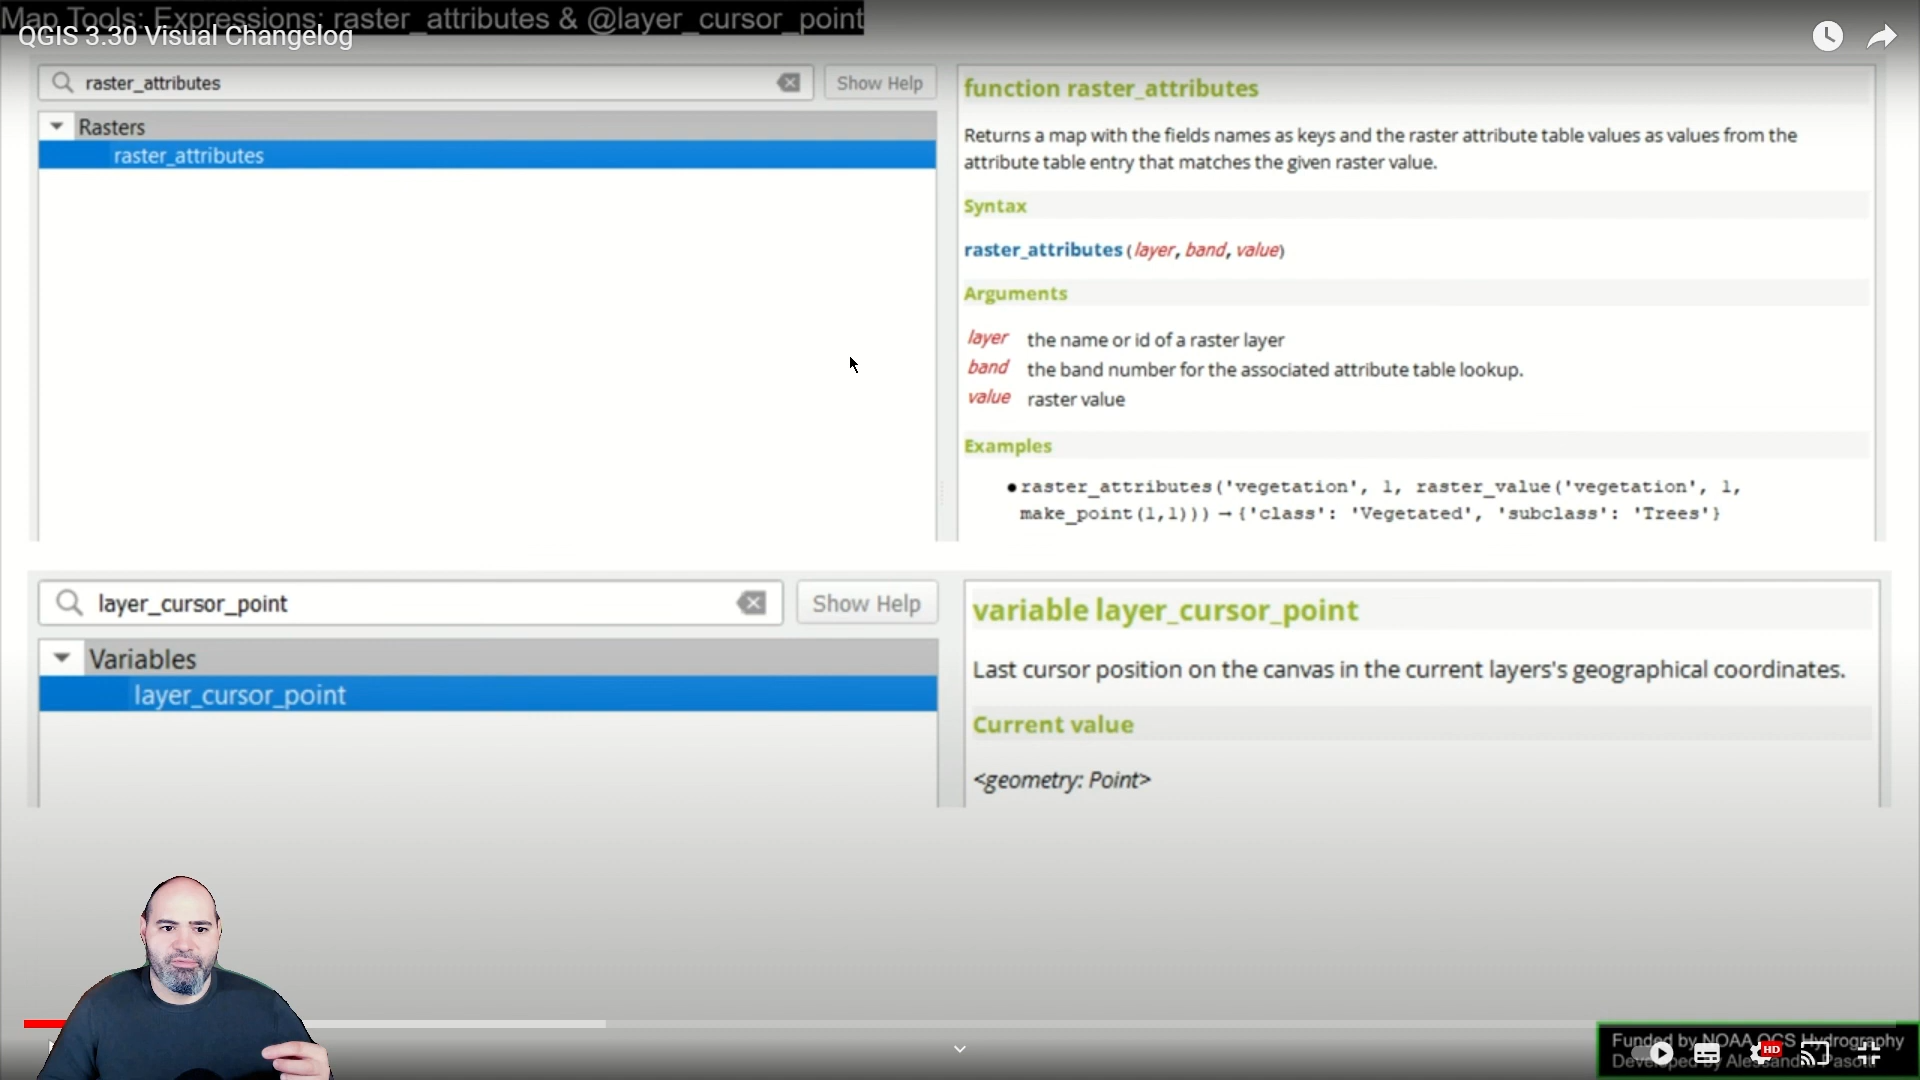 Map Tools: Expressions: raster_attributes & @layer_cursor_point
QGIS 3.30 Visual Changelog
raster_attributes
Show Help
Rasters
raster_attributes
function raster_attributes
Returns a map with the fields names as keys and the raster attribute table values as values from the
attribute table entry that matches the given raster value.
Syntax
raster_attributes(layer, band, value)
Arguments
layer the name or id of a raster layer
band the band number for the associated attribute table lookup.
value raster value
Examples
● raster_attributes('vegetation', 1, raster_value('vegetation', 1,
make_point(1,1))) → {'class': 'Vegetated', 'subclass': 'Trees'}
layer_cursor_point
Show Help
Variables
layer_cursor_point
variable layer_cursor_point
Last cursor position on the canvas in the current layers's geographical coordinates.
Current value
<geometry: Point>
Funded by NOAA OCS Hydrography
Developed by Alessandro Pasotti
HD